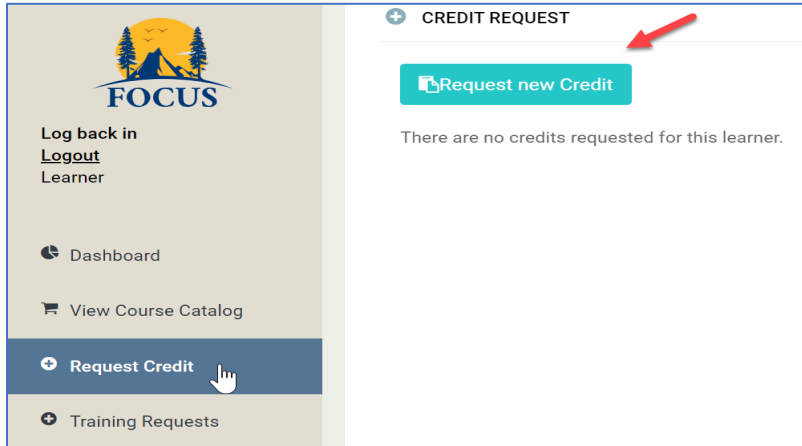 FOCUS
Log back in
Logout
Learner
Dashboard
View Course Catalog
Request Credit
Training Requests
CREDIT REQUEST
Request new Credit
There are no credits requested for this learner.